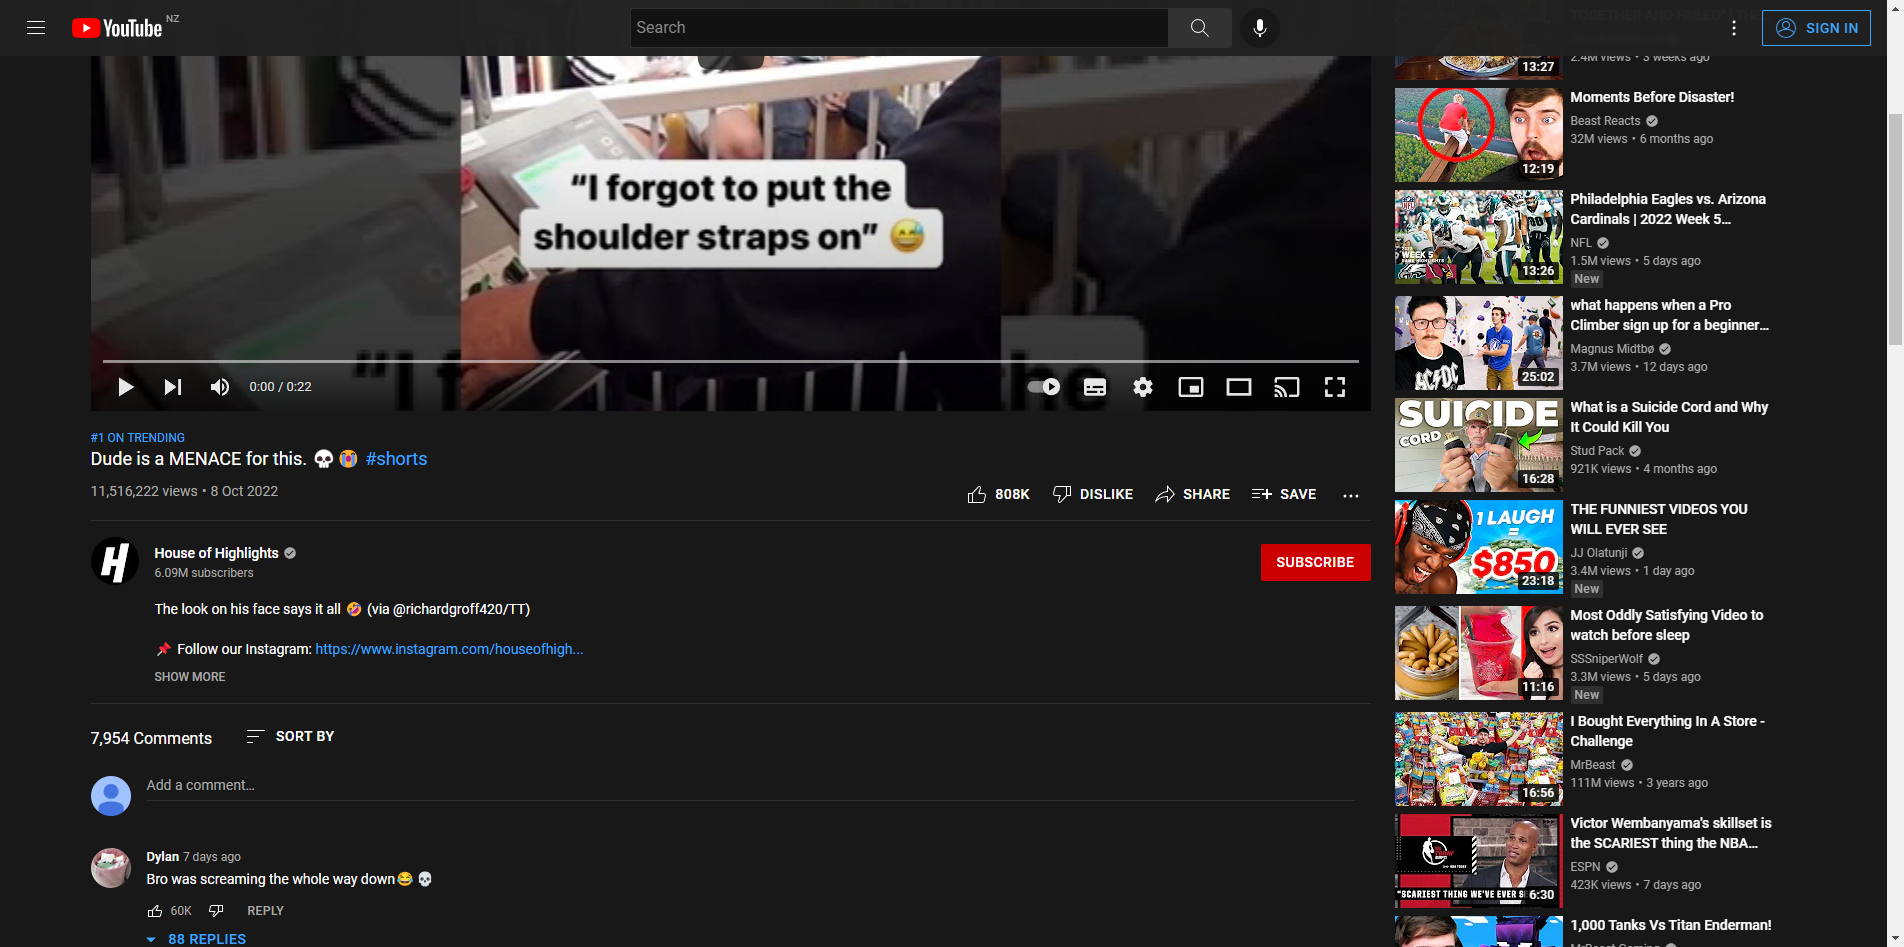 YouTube NZ
Search
SIGN IN
“I forgot to put the
shoulder straps on” 😅
0:00 / 0:22
#1 ON TRENDING
Dude is a MENACE for this. 💀😭 #shorts
11,516,222 views • 8 Oct 2022
808K DISLIKE SHARE SAVE ...
House of Highlights
6.09M subscribers
SUBSCRIBE
The look on his face says it all 🤣 (via @richardgroff420/TT)
📌 Follow our Instagram: https://www.instagram.com/houseofhigh...
SHOW MORE
7,954 Comments SORT BY
Add a comment...
Dylan 7 days ago
Bro was screaming the whole way down😂 💀
60K REPLY
88 REPLIES
13:27
2.4M views • 3 weeks ago
12:19
Moments Before Disaster!
Beast Reacts
32M views • 6 months ago
WEEK 5
13:26
Philadelphia Eagles vs. Arizona
Cardinals | 2022 Week 5...
NFL
1.5M views • 5 days ago
New
AC/DC
25:02
what happens when a Pro
Climber sign up for a beginner...
Magnus Midtbø
3.7M views • 12 days ago
SUICIDE
CORD
16:28
What is a Suicide Cord and Why
It Could Kill You
Stud Pack
921K views • 4 months ago
1 LAUGH
=
$850
23:18
THE FUNNIEST VIDEOS YOU
WILL EVER SEE
JJ Olatunji
3.4M views • 1 day ago
New
11:16
Most Oddly Satisfying Video to
watch before sleep
SSSniperWolf
3.3M views • 5 days ago
New
16:56
I Bought Everything In A Store -
Challenge
MrBeast
111M views • 3 years ago
"SCARIEST THING WE'VE EVER S
6:30
Victor Wembanyama's skillset is
the SCARIEST thing the NBA...
ESPN
423K views • 7 days ago
1,000 Tanks Vs Titan Enderman!